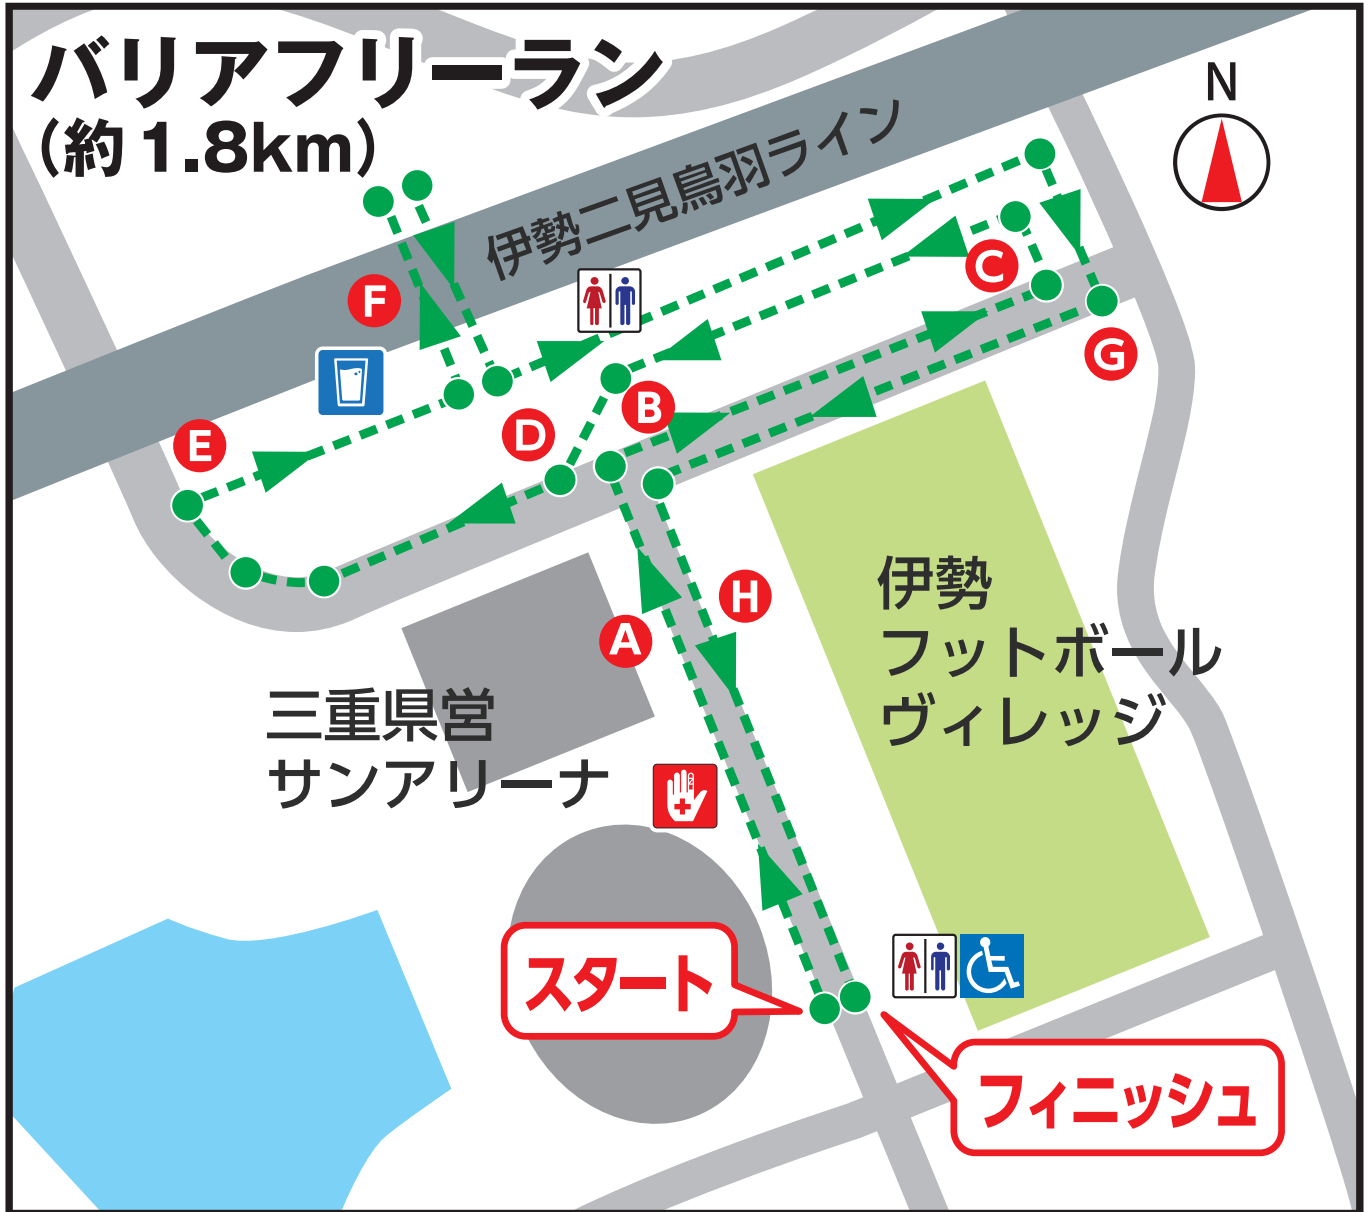 バリアフリーラン
(約1.8km)
N
伊勢二見鳥羽ライン
F
C
G
E
D
B
伊勢
フットボール
ヴィレッジ
H
A
三重県営
サンアリーナ
スタート
フィニッシュ